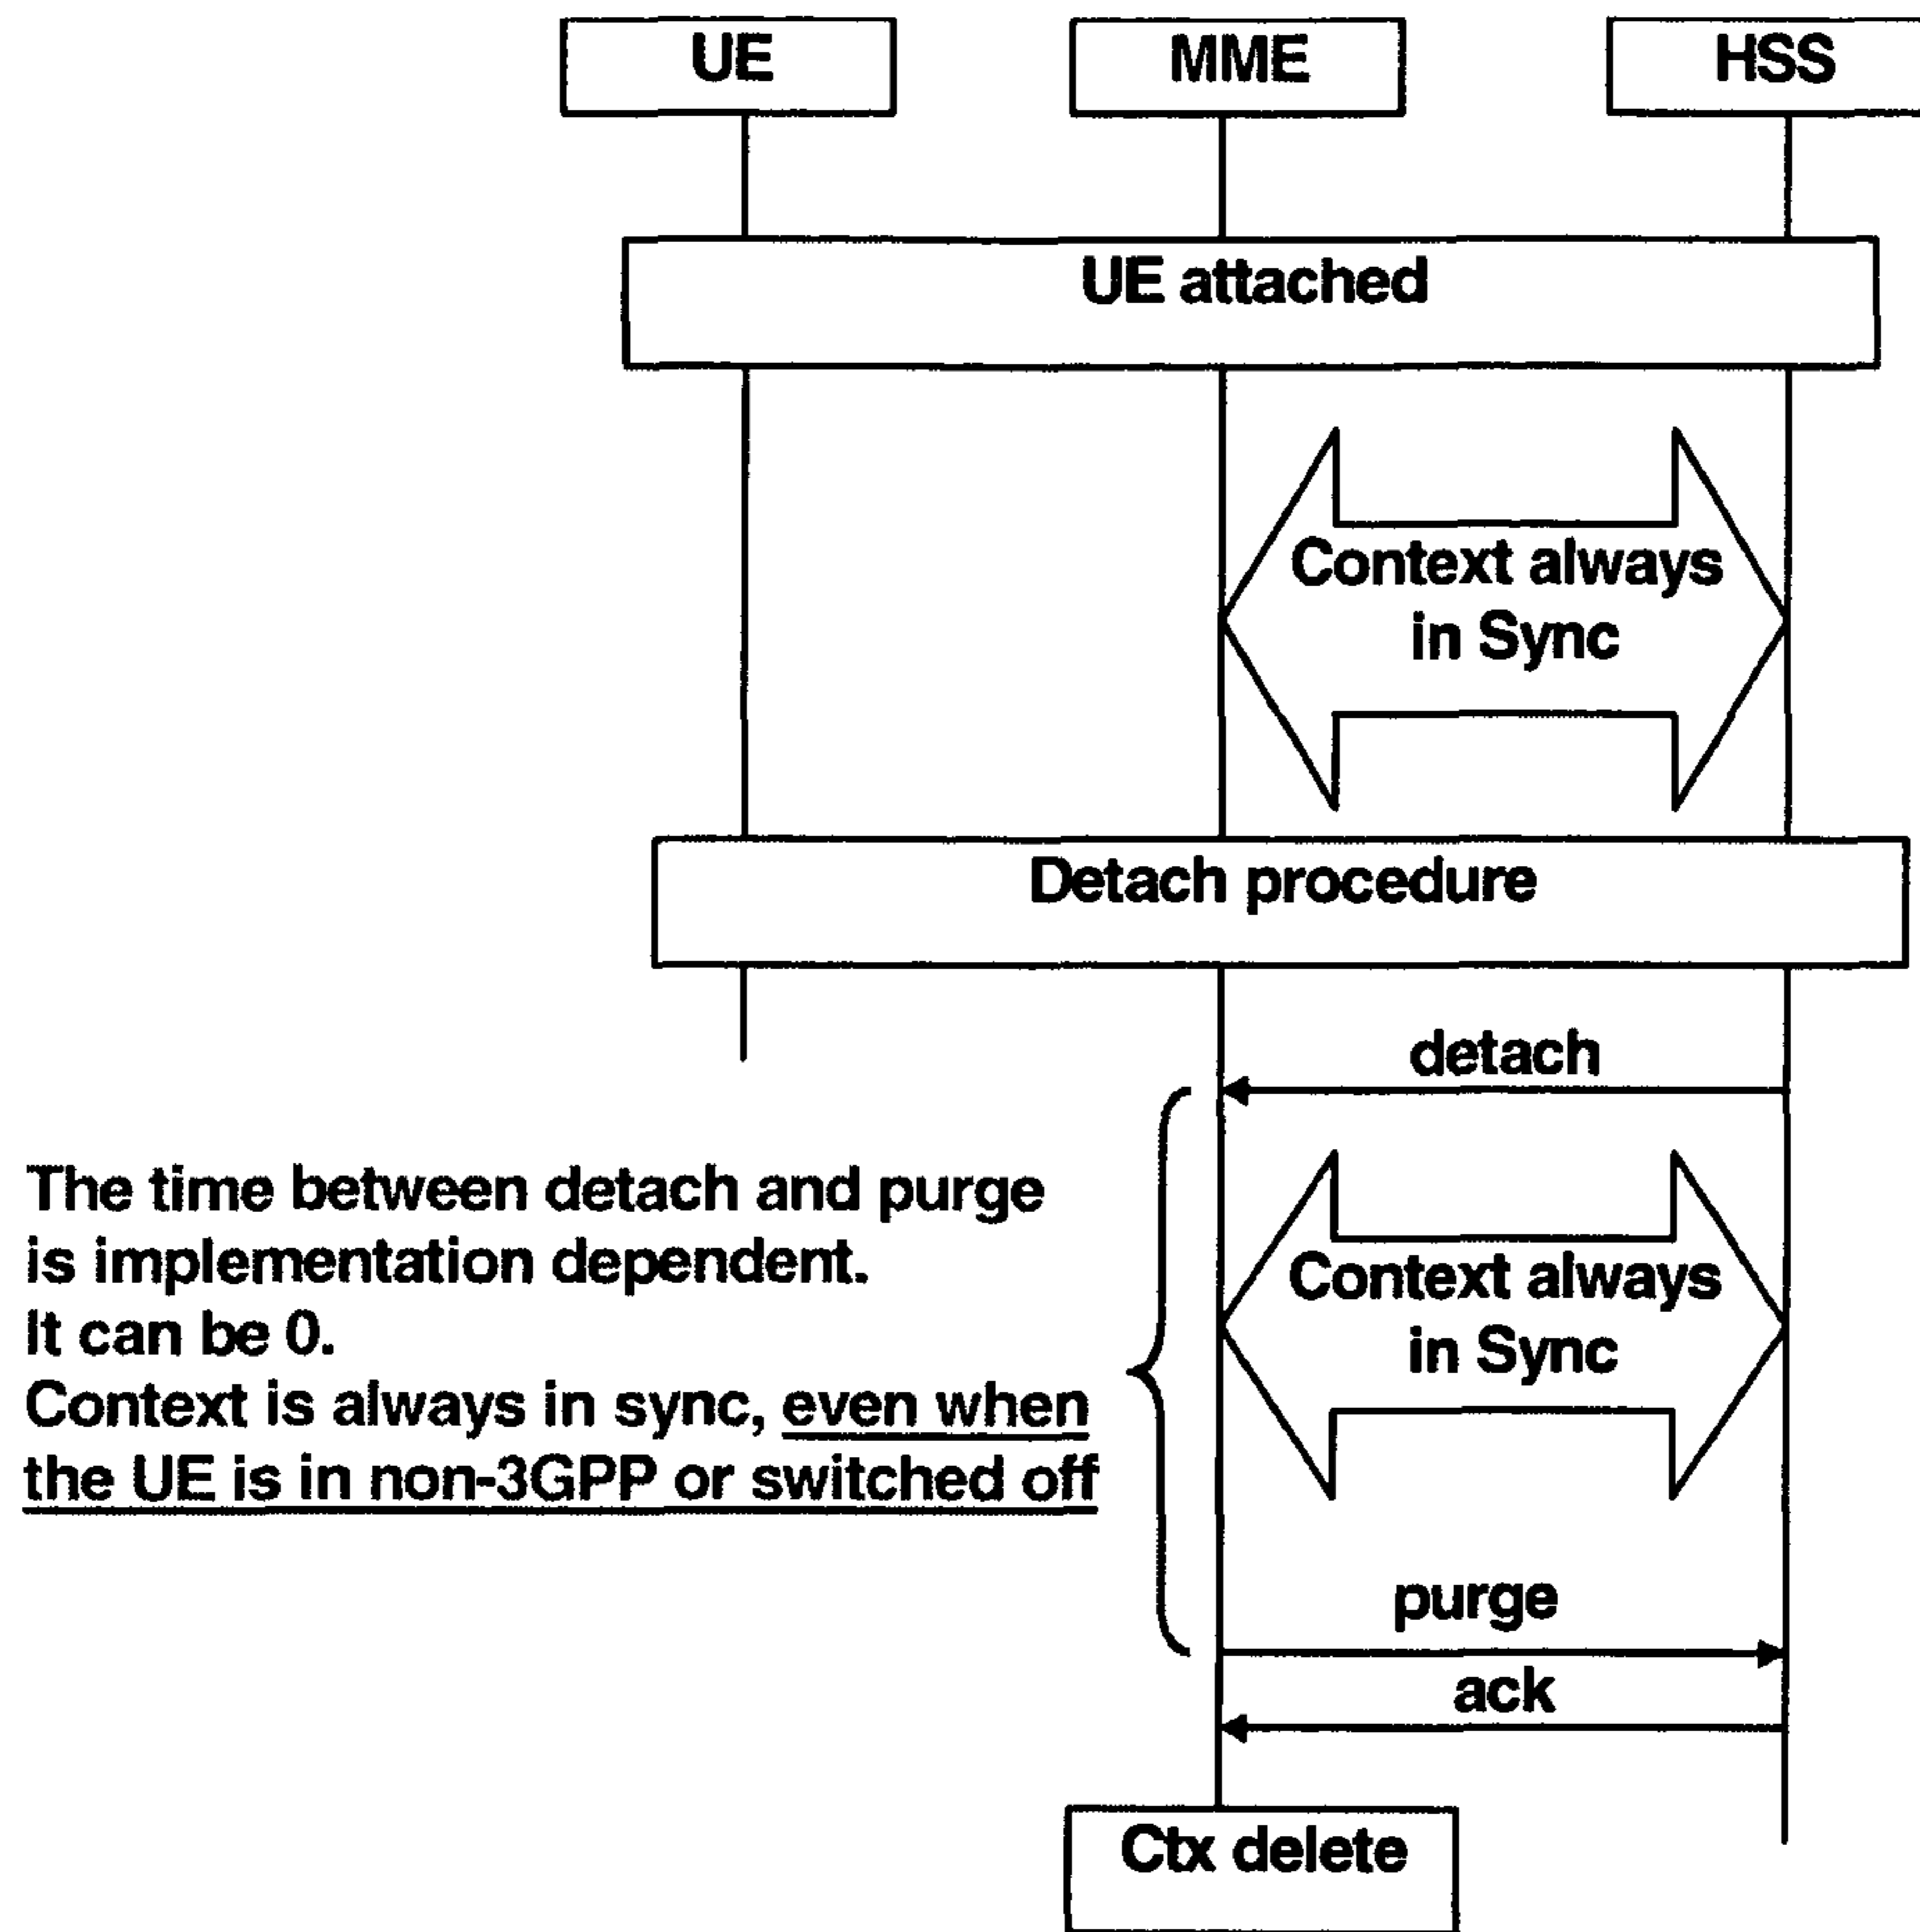 UE
MME
HSS
UE attached
Context always
in Sync
Detach procedure
detach
The time between detach and purge
is implementation dependent.
It can be 0.
Context is always in sync, even when
the UE is in non-3GPP or switched off
Context always
in Sync
purge
ack
Ctx delete